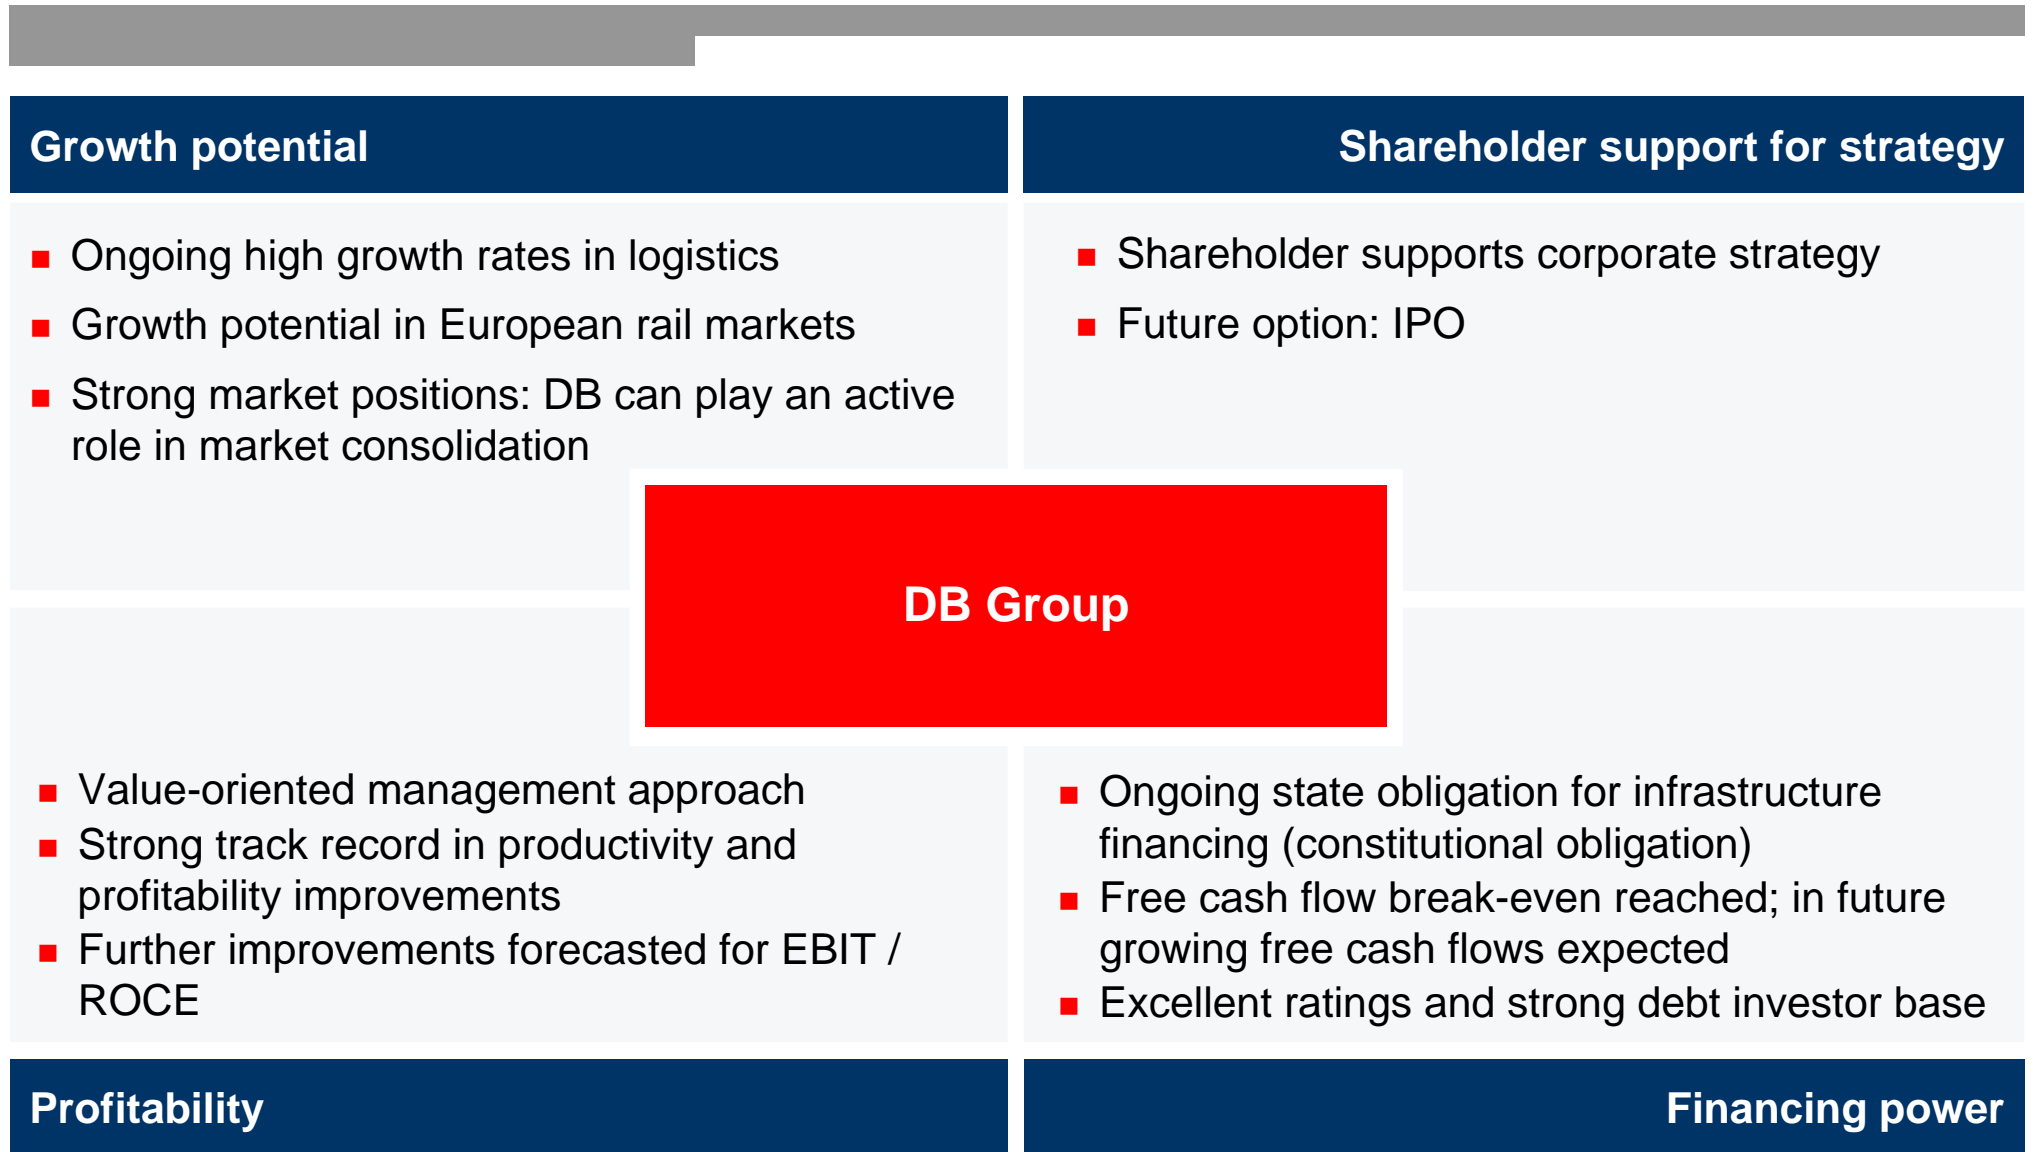 Growth potential
Shareholder support for strategy
Ongoing high growth rates in logistics
Growth potential in European rail markets
Strong market positions: DB can play an active
role in market consolidation
Shareholder supports corporate strategy
Future option: IPO
DB Group
Value-oriented management approach
Strong track record in productivity and
profitability improvements
Further improvements forecasted for EBIT /
ROCE
Ongoing state obligation for infrastructure
financing (constitutional obligation)
Free cash flow break-even reached; in future
growing free cash flows expected
Excellent ratings and strong debt investor base
Profitability
Financing power